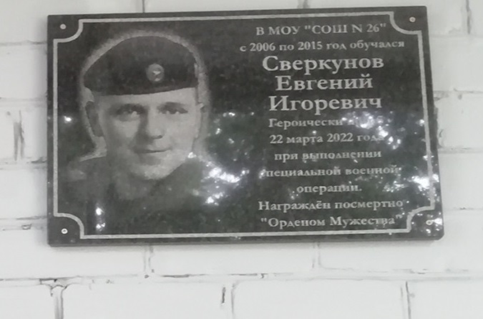 В МОУ "СОШ N 26"
с 2006 по 2015 год обучался
Сверкунов
Евгений
Игоревич
Героически
22 марта 2022 года
при выполнении
специальной военной
операции.
Награждён посмертно
"Орденом Мужества"